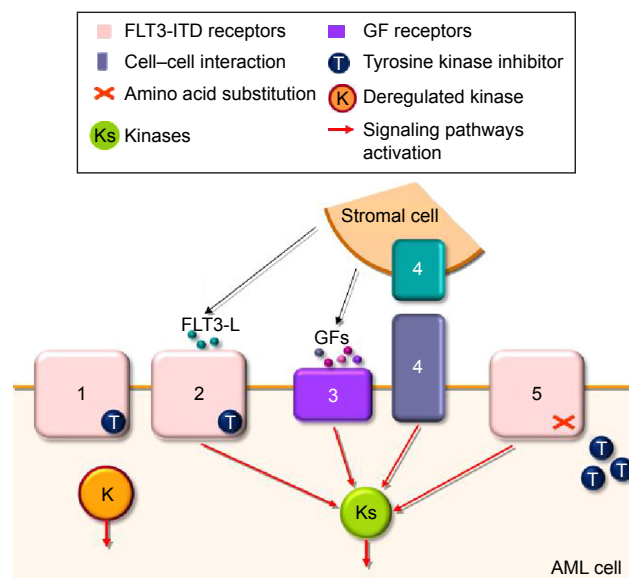 FLT3-ITD receptors
GF receptors
Cell–cell interaction
T Tyrosine kinase inhibitor
Amino acid substitution
K Deregulated kinase
Ks Kinases
Signaling pathways
activation
Stromal cell
4
FLT3-L
GFs
1
2
3
4
5
T
T
T
T
T
K
Ks
AML cell